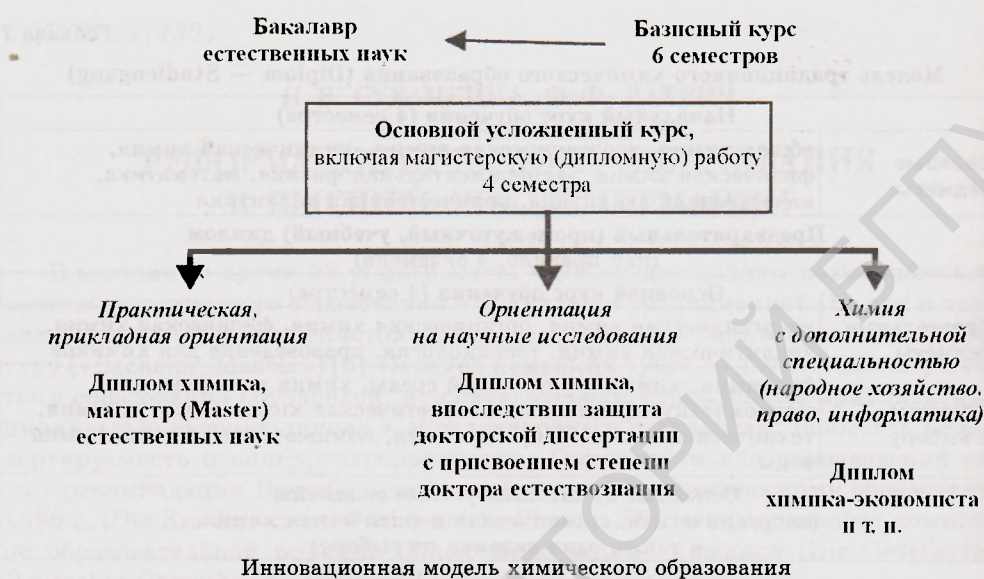 Бакалавр
естественных наук
Базисный курс
6 семестров
Основной усложненный курс,
включая магистерскую (дипломную) работу
4 семестра
Практическая,
прикладная ориентация
Диплом химика,
магистр (Master)
естественных наук
Ориентация
на научные исследования
Диплом химика,
впоследствии защита
докторской диссертации
с присвоением степени
доктора естествознания
Химия
с дополнительной
специальностью
(народное хозяйство.
право, информатика)
Диплом
химика-экономиста
и т. п.
Инновационная модель химического образования